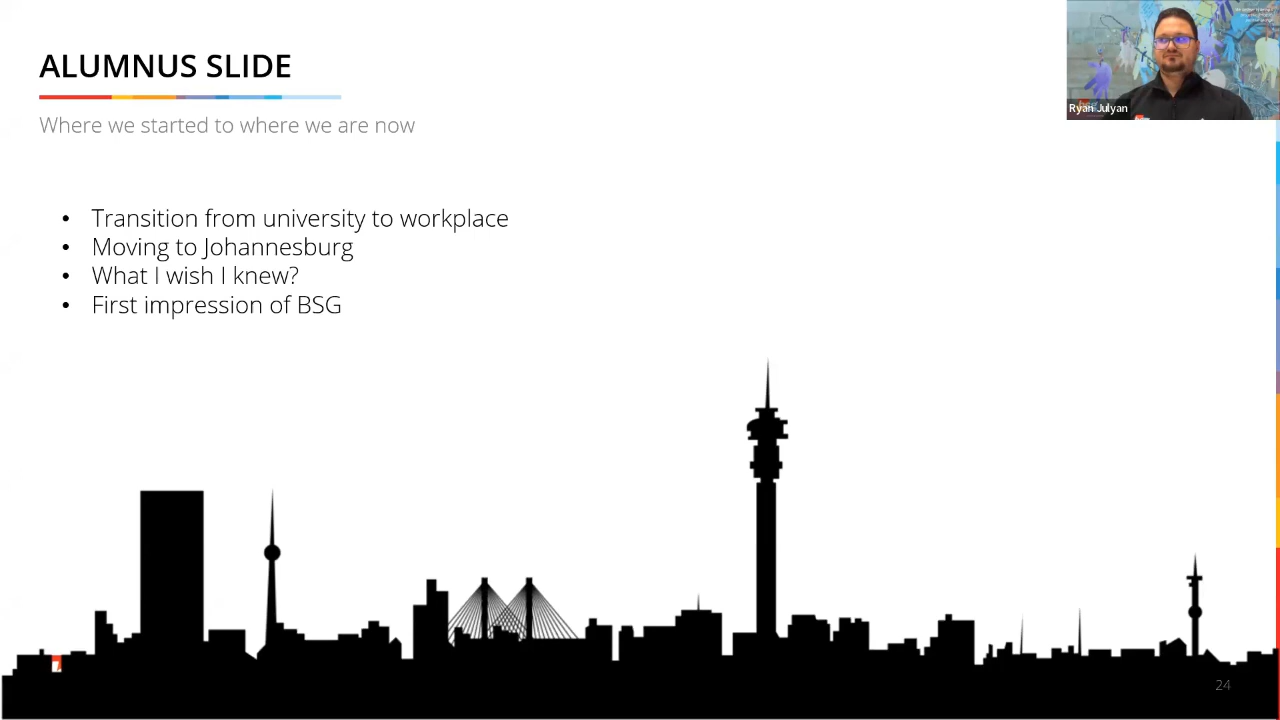 ALUMNUS SLIDE
Where we started to where we are now
Ryan Julyan
• Transition from university to workplace
• Moving to Johannesburg
• What I wish I knew?
• First impression of BSG
24